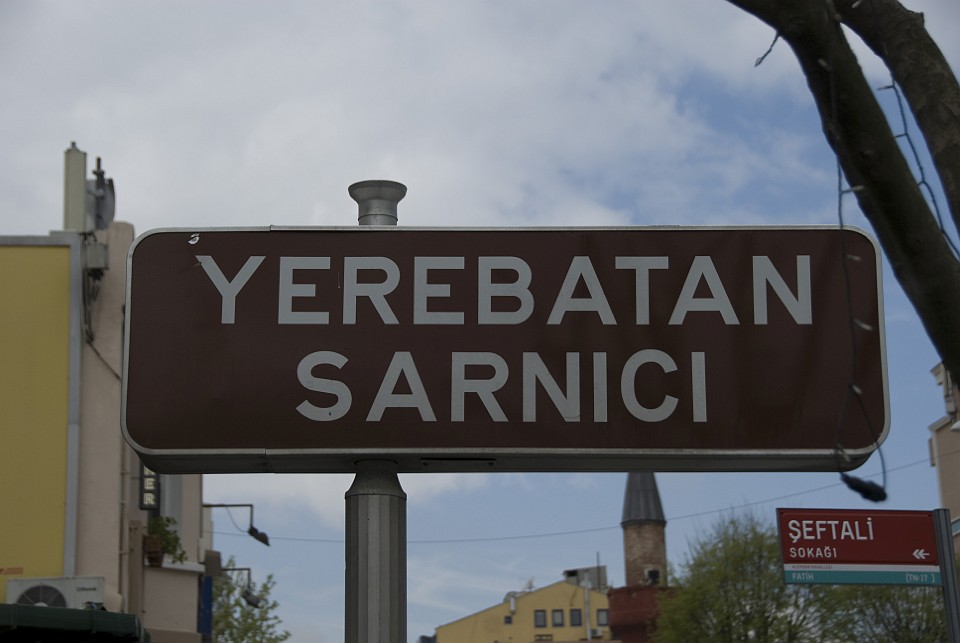 YEREBATAN
SARNICI
ŞEFTALİ
SOKAĞI
FATİH